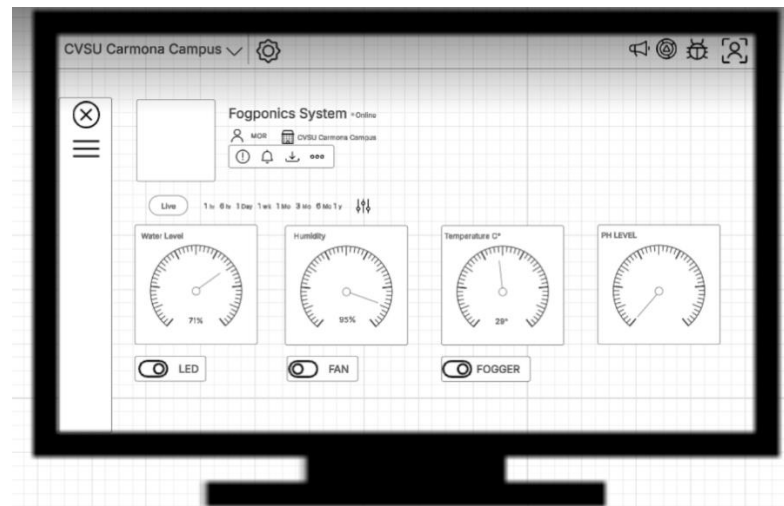 CVSU Carmona Campus
Fogponics System • Online
MOR CVSU Carmona Campus
Live 1 hr 6 hr 1 Day 1 wk 1 Mo 3 Mo 6 Mo 1 y
Water Level Humidity Temperature C° PH LEVEL
71% 95% 29°
LED FAN FOGGER